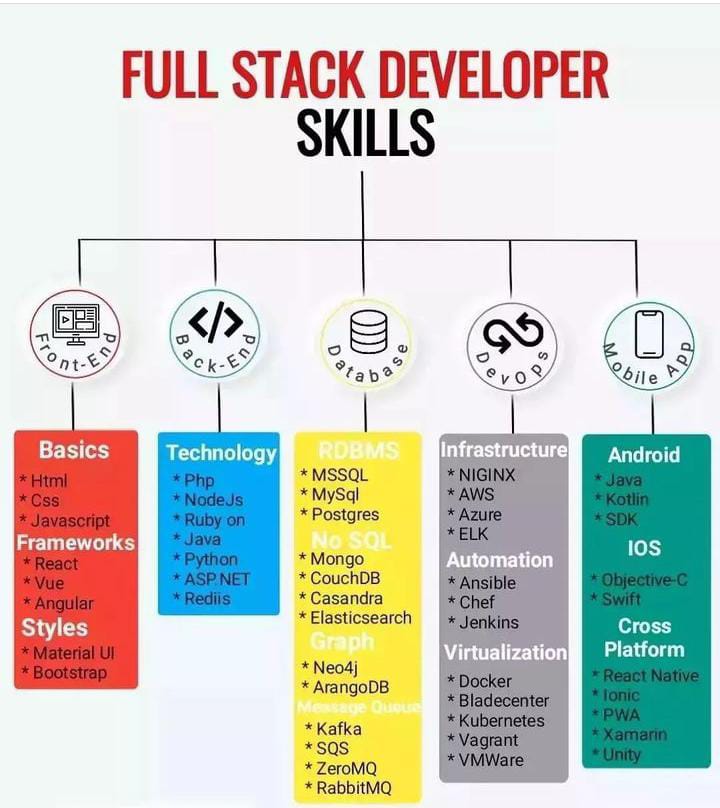 FULL STACK DEVELOPER
SKILLS
Front-End
Back-End
Database
DevOps
Mobile App
Basics
* Html
* Css
* Javascript
Frameworks
* React
* Vue
* Angular
Styles
* Material UI
* Bootstrap
Technology
* Php
* NodeJs
* Ruby on
* Java
* Python
* ASP.NET
* Rediis
RDBMS
* MSSQL
* MySql
* Postgres
No SQL
* Mongo
* CouchDB
* Casandra
* Elasticsearch
Graph
* Neo4j
* ArangoDB
Message Queue
* Kafka
* SQS
* ZeroMQ
* RabbitMQ
Infrastructure
* NIGINX
* AWS
* Azure
* ELK
Automation
* Ansible
* Chef
* Jenkins
Virtualization
* Docker
* Bladecenter
* Kubernetes
* Vagrant
* VMWare
Android
* Java
* Kotlin
* SDK
IOS
* Objective-C
* Swift
Cross
Platform
* React Native
* Ionic
* PWA
* Xamarin
* Unity